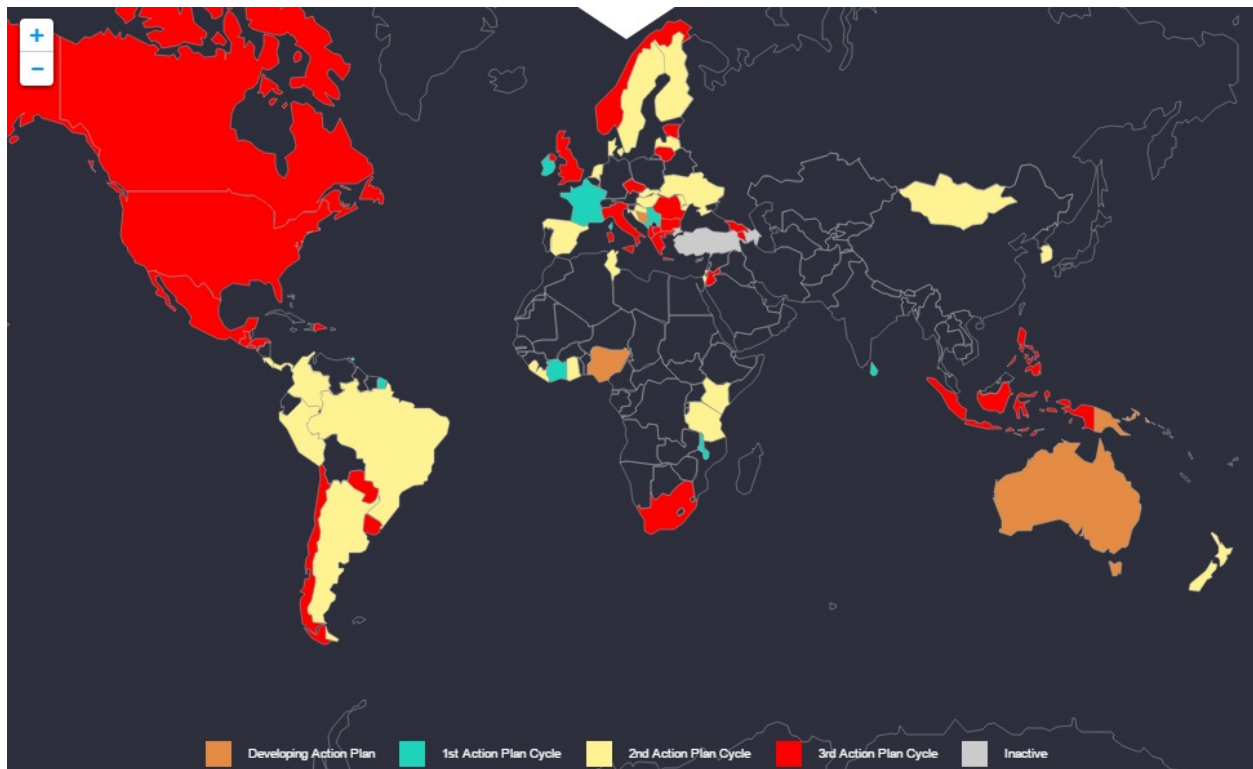 +
−
Developing Action Plan
1st Action Plan Cycle
2nd Action Plan Cycle
3rd Action Plan Cycle
Inactive